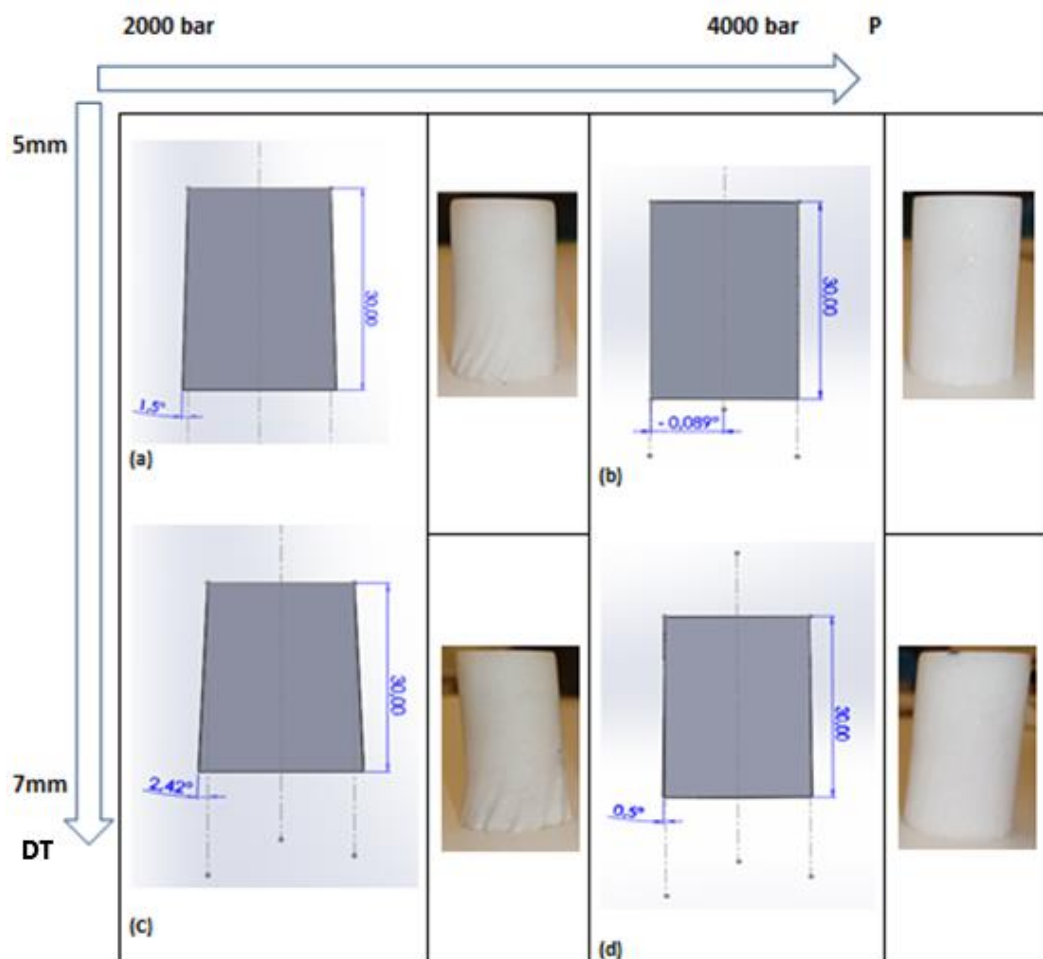 2000 bar 4000 bar P
5mm
30,00
1,5°
(a)
30,00
- 0,089°
(b)
7mm
DT
30,00
2,42°
(c)
30,00
0,5°
(d)